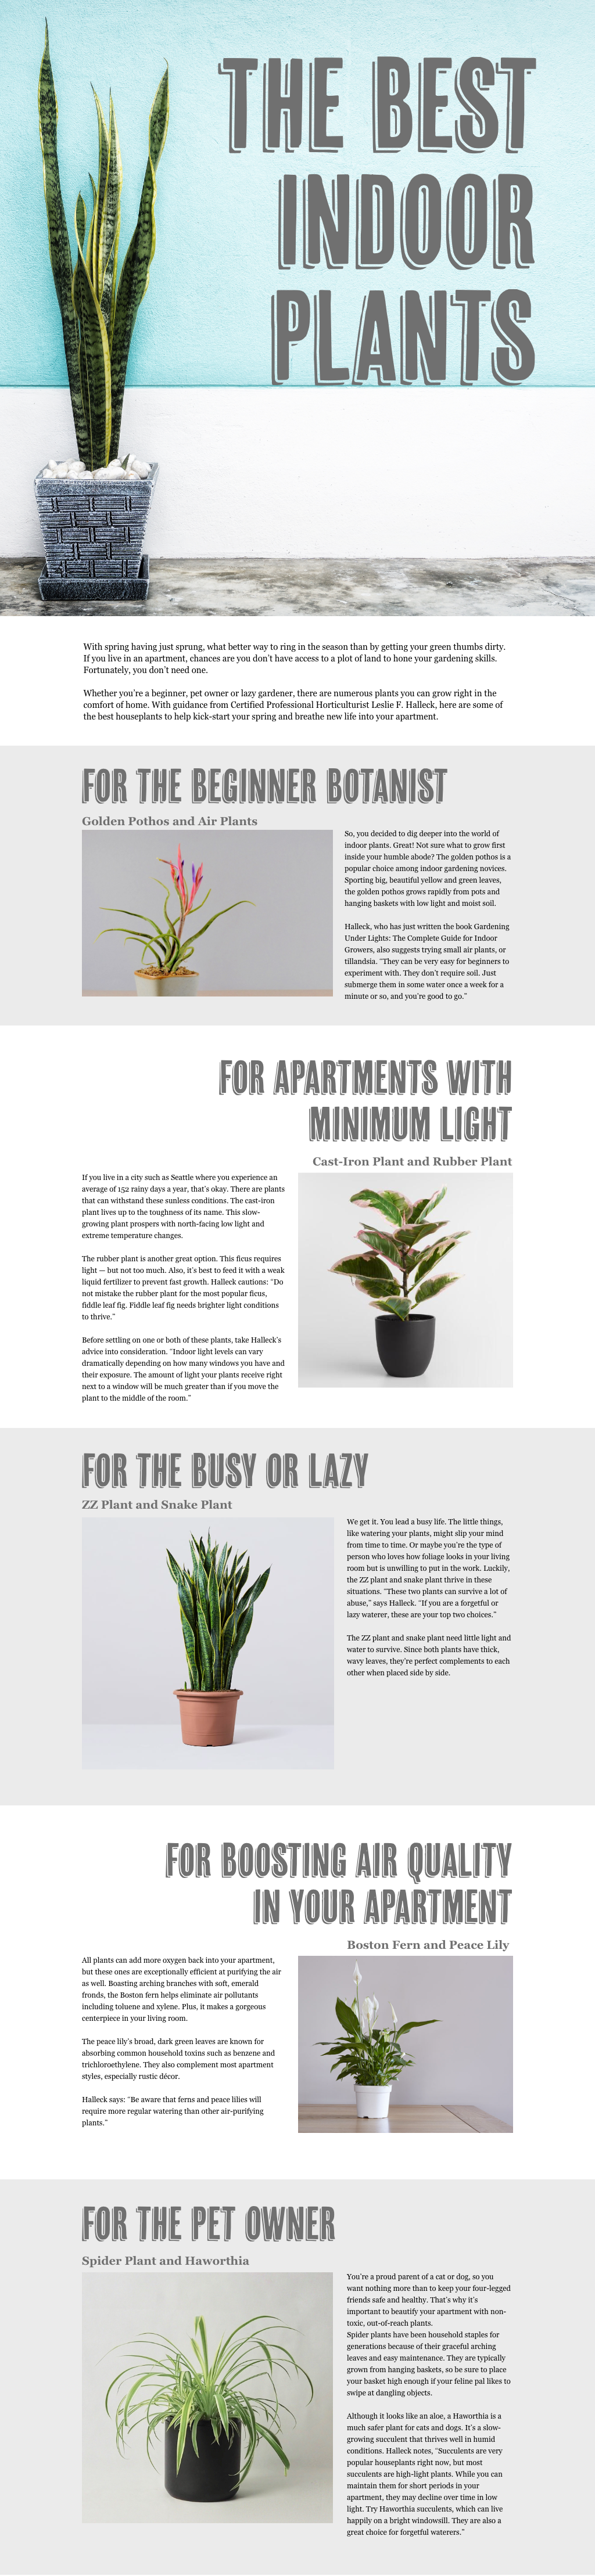 THE BEST
INDOOR
PLANTS
With spring having just sprung, what better way to ring in the season than by getting your green thumbs dirty.
If you live in an apartment, chances are you don't have access to a plot of land to hone your gardening skills.
Fortunately, you don't need one.
Whether you're a beginner, pet owner or lazy gardener, there are numerous plants you can grow right in the
comfort of home. With guidance from Certified Professional Horticulturist Leslie F. Halleck, here are some of
the best houseplants to help kick-start your spring and breathe new life into your apartment.
FOR THE BEGINNER BOTANIST
Golden Pothos and Air Plants
So, you decided to dig deeper into the world of
indoor plants. Great! Not sure what to grow first
inside your humble abode? The golden pothos is a
popular choice among indoor gardening novices.
Sporting big, beautiful yellow and green leaves,
the golden pothos grows rapidly from pots and
hanging baskets with low light and moist soil.
Halleck, who has just written the book Gardening
Under Lights: The Complete Guide for Indoor
Growers, also suggests trying small air plants, or
tillandsia. "They can be very easy for beginners to
experiment with. They don't require soil. Just
submerge them in some water once a week for a
minute or so, and you're good to go."
FOR APARTMENTS WITH
MINIMUM LIGHT
Cast-Iron Plant and Rubber Plant
If you live in a city such as Seattle where you experience an
average of 152 rainy days a year, that's okay. There are plants
that can withstand these sunless conditions. The cast-iron
plant lives up to the toughness of its name. This slow-
growing plant prospers with north-facing low light and
extreme temperature changes.
The rubber plant is another great option. This ficus requires
light — but not too much. Also, it's best to feed it with a weak
liquid fertilizer to prevent fast growth. Halleck cautions: "Do
not mistake the rubber plant for the most popular ficus,
fiddle leaf fig. Fiddle leaf fig needs brighter light conditions
to thrive."
Before settling on one or both of these plants, take Halleck's
advice into consideration. "Indoor light levels can vary
dramatically depending on how many windows you have and
their exposure. The amount of light your plants receive right
next to a window will be much greater than if you move the
plant to the middle of the room."
FOR THE BUSY OR LAZY
ZZ Plant and Snake Plant
We get it. You lead a busy life. The little things,
like watering your plants, might slip your mind
from time to time. Or maybe you're the type of
person who loves how foliage looks in your living
room but is unwilling to put in the work. Luckily,
the ZZ plant and snake plant thrive in these
situations. "These two plants can survive a lot of
abuse," says Halleck. "If you are a forgetful or
lazy waterer, these are your top two choices."
The ZZ plant and snake plant need little light and
water to survive. Since both plants have thick,
wavy leaves, they're perfect complements to each
other when placed side by side.
FOR BOOSTING AIR QUALITY
IN YOUR APARTMENT
Boston Fern and Peace Lily
All plants can add more oxygen back into your apartment,
but these ones are exceptionally efficient at purifying the air
as well. Boasting arching branches with soft, emerald
fronds, the Boston fern helps eliminate air pollutants
including toluene and xylene. Plus, it makes a gorgeous
centerpiece in your living room.
The peace lily's broad, dark green leaves are known for
absorbing common household toxins such as benzene and
trichloroethylene. They also complement most apartment
styles, especially rustic décor.
Halleck says: "Be aware that ferns and peace lilies will
require more regular watering than other air-purifying
plants."
FOR THE PET OWNER
Spider Plant and Haworthia
You're a proud parent of a cat or dog, so you
want nothing more than to keep your four-legged
friends safe and healthy. That's why it's
important to beautify your apartment with non-
toxic, out-of-reach plants.
Spider plants have been household staples for
generations because of their graceful arching
leaves and easy maintenance. They are typically
grown from hanging baskets, so be sure to place
your basket high enough if your feline pal likes to
swipe at dangling objects.
Although it looks like an aloe, a Haworthia is a
much safer plant for cats and dogs. It's a slow-
growing succulent that thrives well in humid
conditions. Halleck notes, "Succulents are very
popular houseplants right now, but most
succulents are high-light plants. While you can
maintain them for short periods in your
apartment, they may decline over time in low
light. Try Haworthia succulents, which can live
happily on a bright windowsill. They are also a
great choice for forgetful waterers."